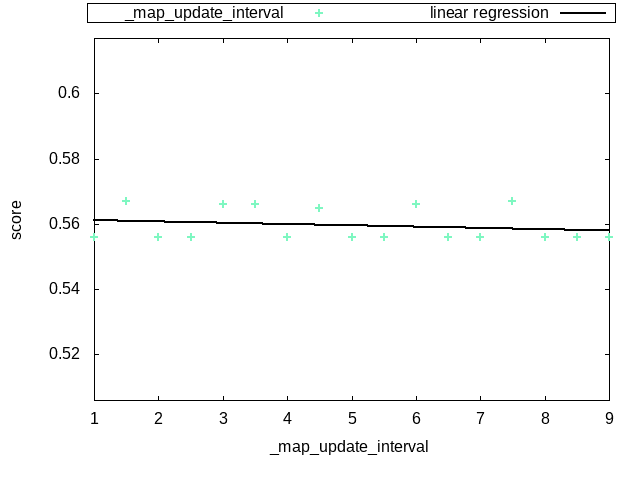 _map_update_interval linear regression
0.6
0.58
0.56
0.54
0.52
score
1 2 3 4 5 6 7 8 9
_map_update_interval